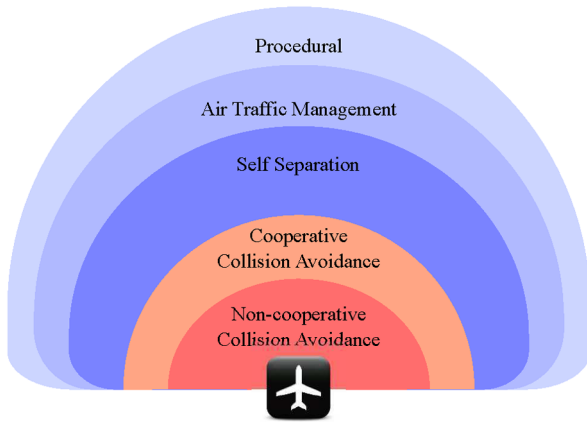 Procedural
Air Traffic Management
Self Separation
Cooperative
Collision Avoidance
Non-cooperative
Collision Avoidance